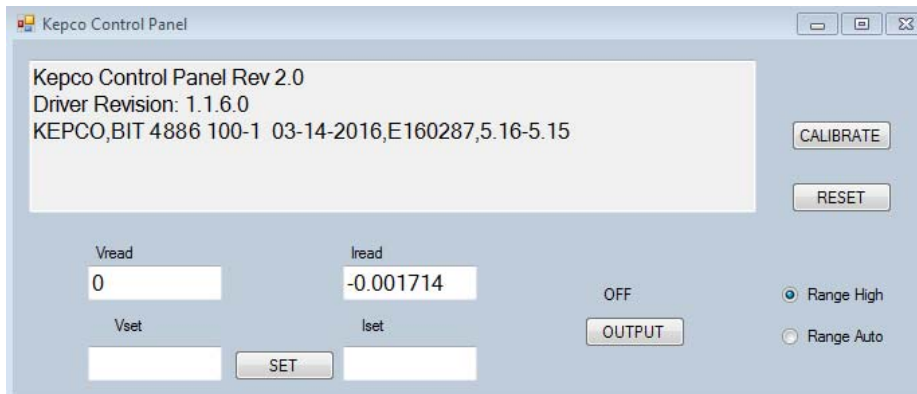 Kepco Control Panel
Kepco Control Panel Rev 2.0
Driver Revision: 1.1.6.0
KEPCO,BIT 4886 100-1  03-14-2016,E160287,5.16-5.15
CALIBRATE
RESET
Vread
Iread
0
-0.001714
OFF
Range High
Vset
Iset
OUTPUT
Range Auto
SET